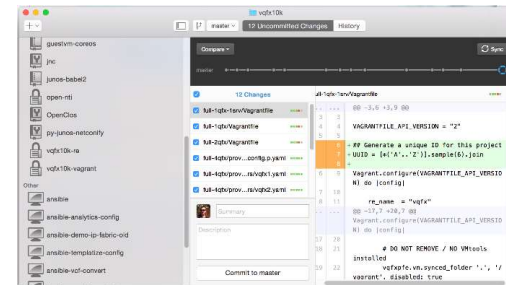 vqfx10k
master
12 Uncommitted Changes
History
guestvm-coreos
jnc
junos-babel2
open-nti
OpenClos
py-junos-netconify
vqfx10k-ra
vqfx10k-vagrant
Other
ansible
ansible-analytics-config
ansible-demo-ip-fabric-old
ansible-templatize-config
ansible-vcf-convert
Compare
Sync
master
12 Changes
full-1qfx-1srv/Vagrantfile
full-1qfx/Vagrantfile
full-2qfx/Vagrantfile
full-4qfx/prov...config.p.yaml
full-4qfx/prov...rs/vqfx1.yaml
full-4qfx/prov...rs/vqfx2.yaml
Summary
Description
Commit to master
full-1qfx-1srv/Vagrantfile
@@ -3,6 +3,9 @@
VAGRANTFILE_API_VERSION = "2"
+## Generate a unique ID for this project
+UUID = [*('A'..'Z')].sample(6).join
+
Vagrant.configure(VAGRANTFILE_API_VERSIO
N) do |config|
re_name = "vqfx"
@@ -17,7 +20,7 @@
Vagrant.configure(VAGRANTFILE_API_VERSIO
N) do |config|
# DO NOT REMOVE / NO VMtools
installed
vqfxpfe.vm.synced_folder '.', '/
vagrant', disabled: true